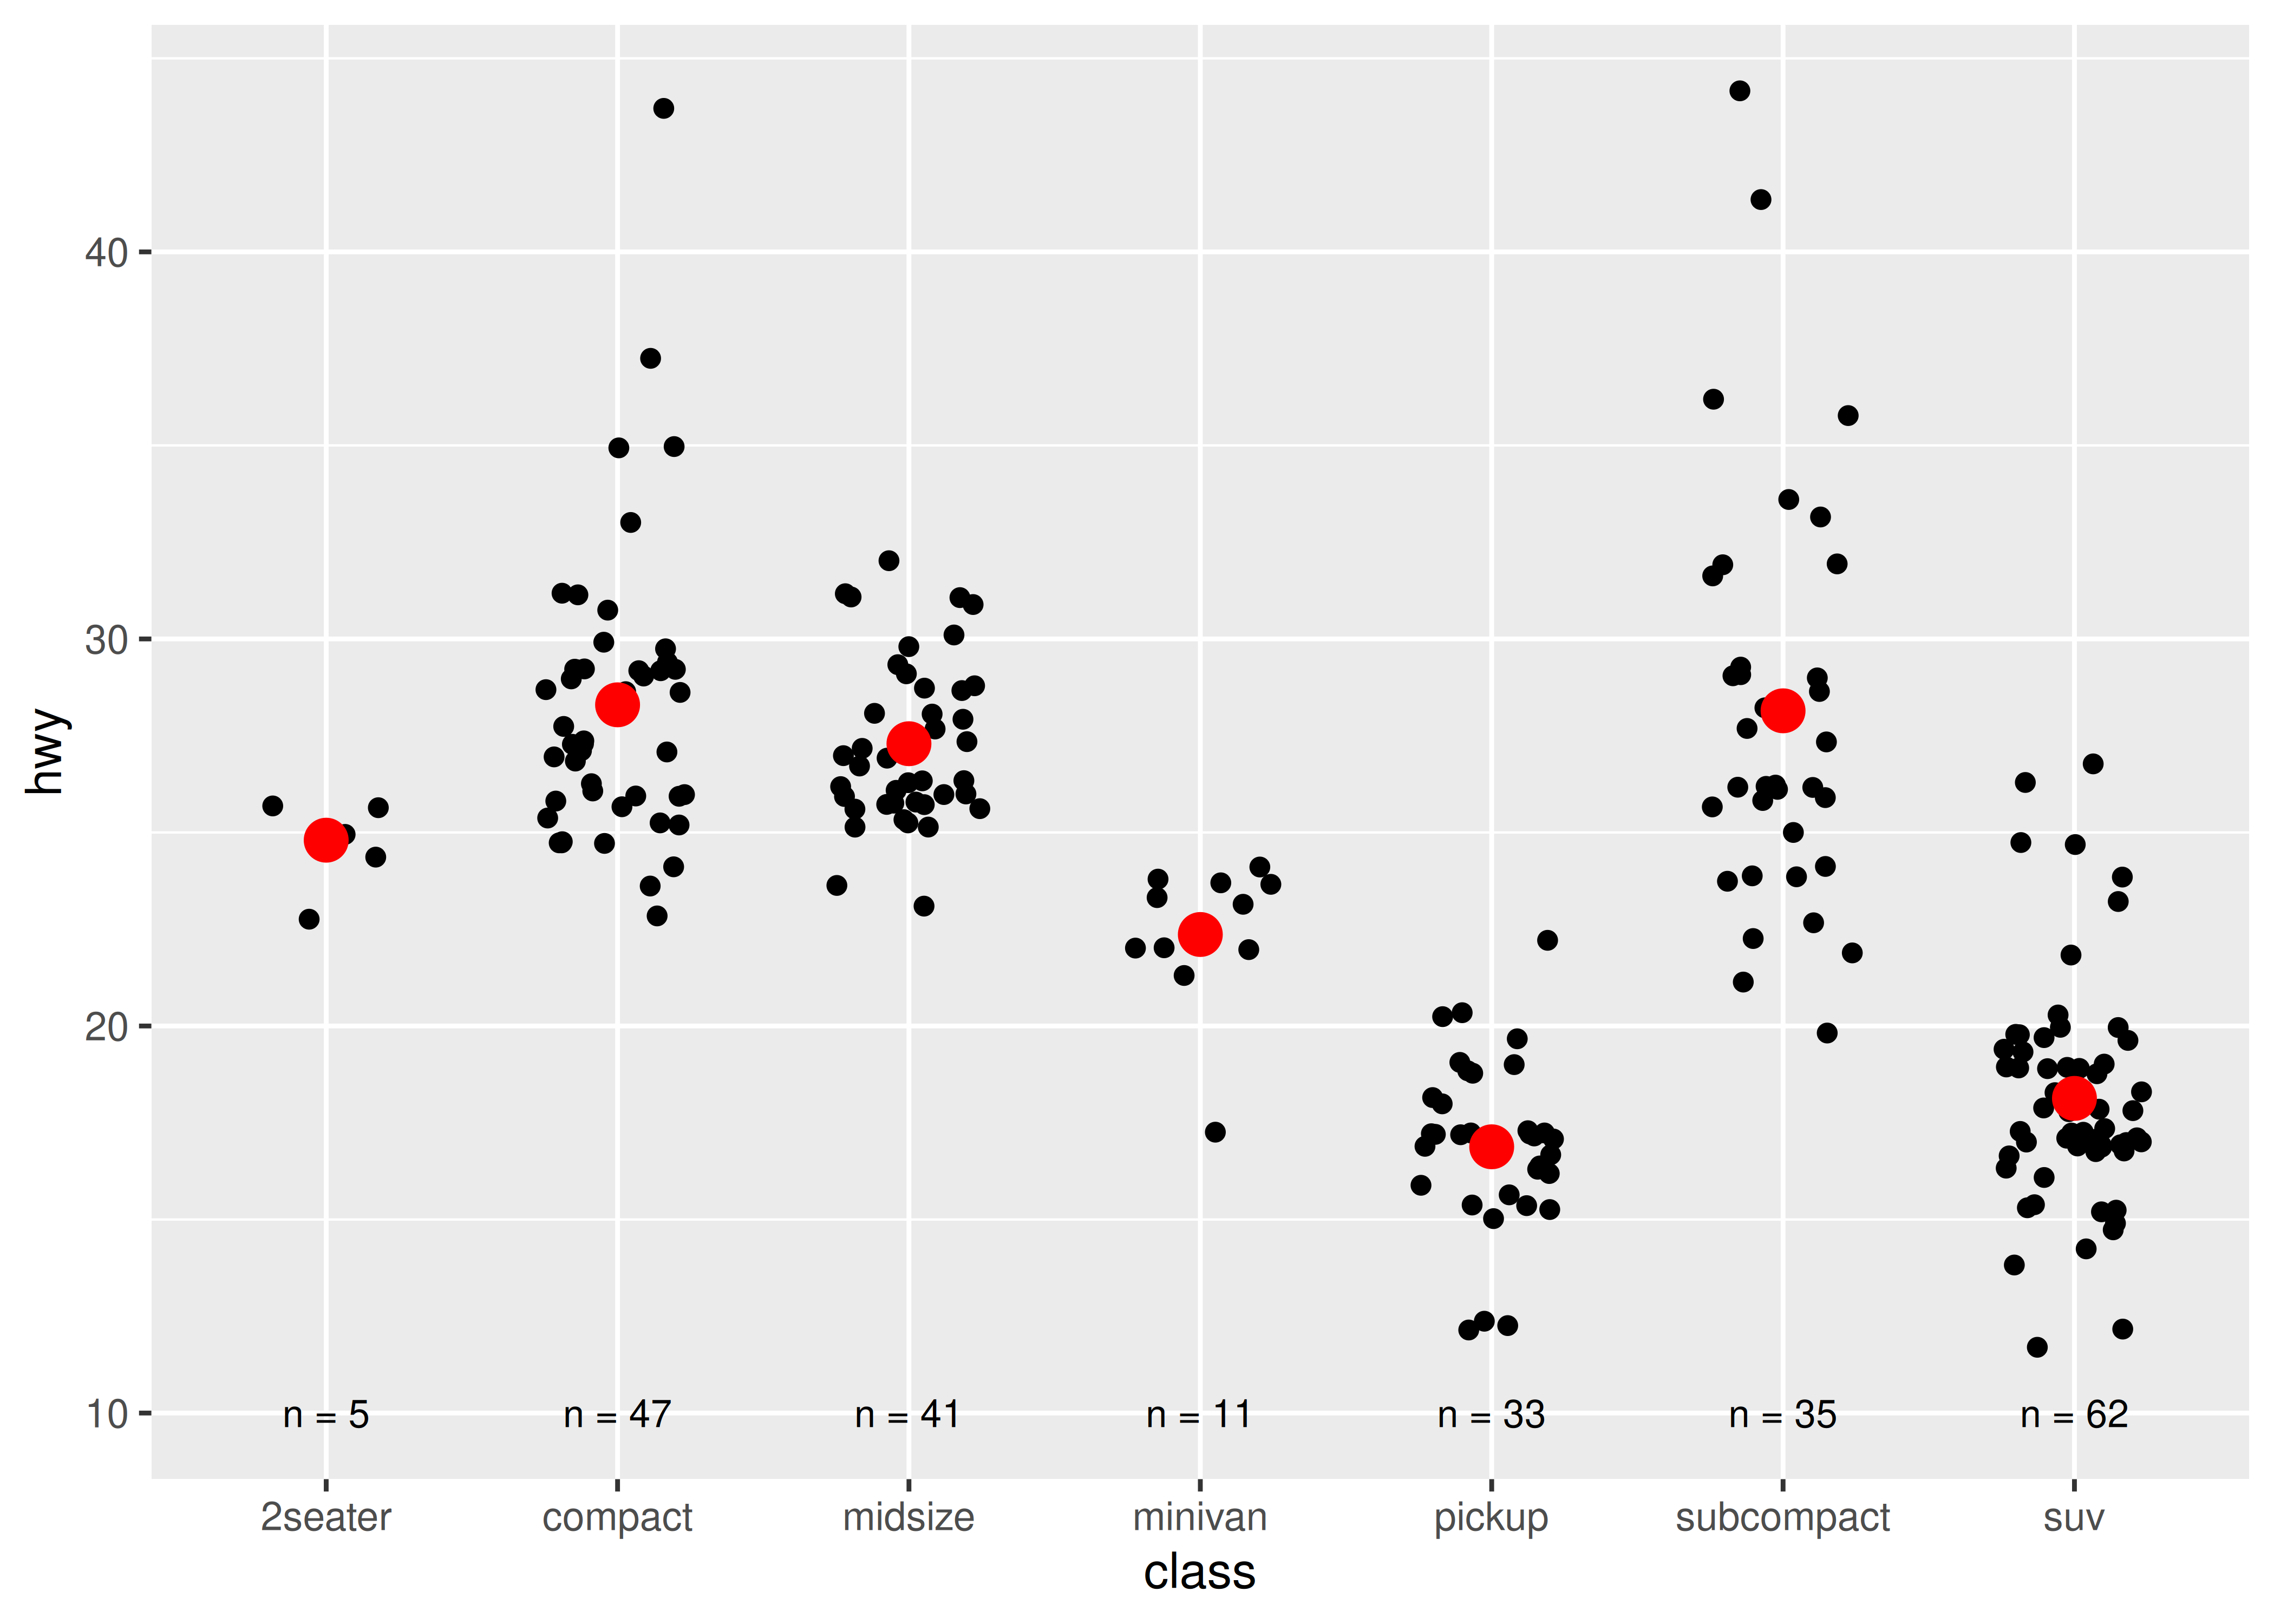 hwy
40
30
20
10
n = 5 n = 47 n = 41 n = 11 n = 33 n = 35 n = 62
2seater compact midsize minivan pickup subcompact suv
class